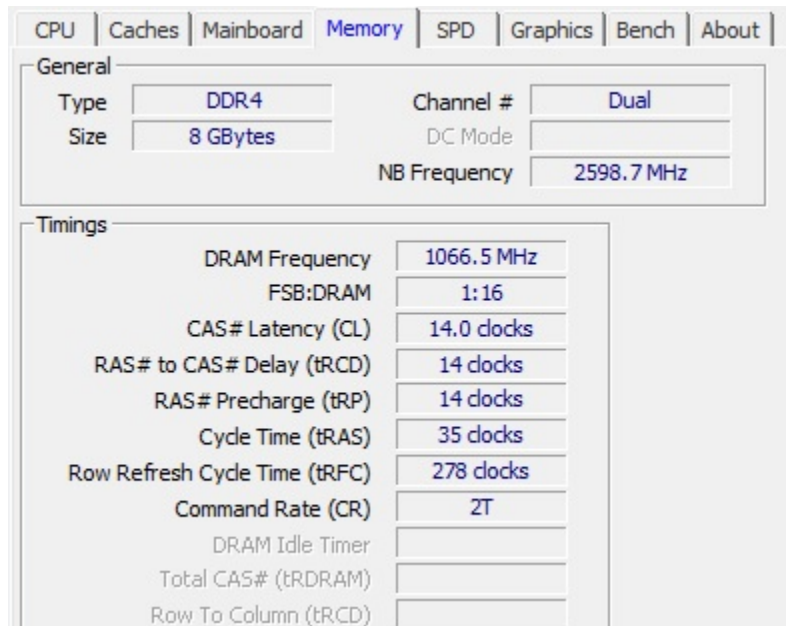 CPU Caches Mainboard Memory SPD Graphics Bench About
General
Type DDR4 Channel # Dual
Size 8 GBytes DC Mode
NB Frequency 2598.7 MHz
Timings
DRAM Frequency 1066.5 MHz
FSB:DRAM 1:16
CAS# Latency (CL) 14.0 clocks
RAS# to CAS# Delay (tRCD) 14 clocks
RAS# Precharge (tRP) 14 clocks
Cycle Time (tRAS) 35 clocks
Row Refresh Cycle Time (tRFC) 278 clocks
Command Rate (CR) 2T
DRAM Idle Timer
Total CAS# (tRDRAM)
Row To Column (tRCD)